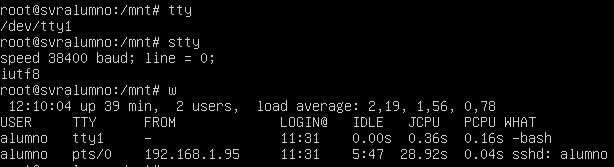 root@svralumno:/mnt# tty
/dev/tty1
root@svralumno:/mnt# stty
speed 38400 baud; line = 0;
iutf8
root@svralumno:/mnt# w
 12:10:04 up 39 min,  2 users,  load average: 2,19, 1,56, 0,78
USER     TTY      FROM             LOGIN@   IDLE   JCPU   PCPU WHAT
alumno   tty1     -                11:31    0.00s  0.36s  0.16s -bash
alumno   pts/0    192.168.1.95     11:31    5:47  28.92s  0.04s sshd: alumno